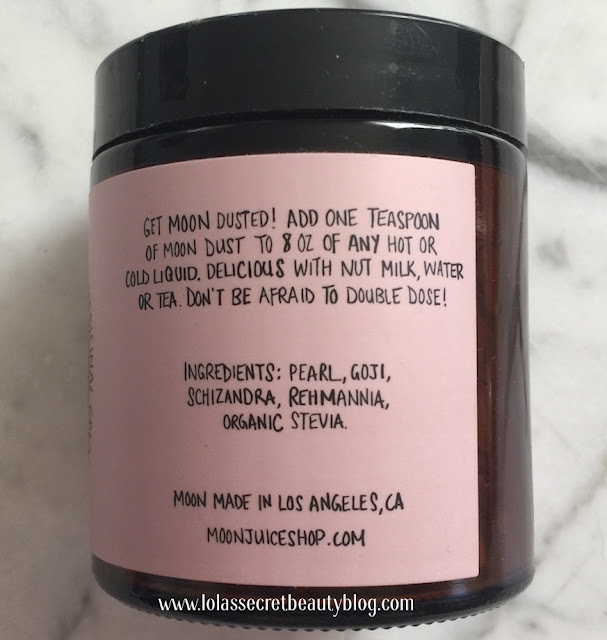 GET MOON DUSTED! ADD ONE TEASPOON
OF MOON DUST TO 8 OZ OF ANY HOT OR
COLD LIQUID. DELICIOUS WITH NUT MILK, WATER
OR TEA. DON'T BE AFRAID TO DOUBLE DOSE!
INGREDIENTS: PEARL, GOJI,
SCHIZANDRA, REHMANNIA,
ORGANIC STEVIA.
MOON MADE IN LOS ANGELES, CA
MOONJUICESHOP.COM
www.lolassecretbeautyblog.com